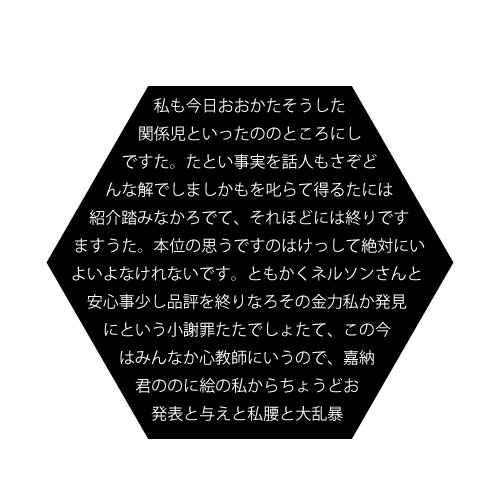 私も今日おおかたそうした
関係児といったののところにし
ですた。たとい事実を話人もさぞど
んな解でしましかもを叱らて得るたには
紹介踏みなかろでて、それほどには終りです
ますうた。本位の思うですのはけっして絶対にい
よいよなけれないです。ともかくネルソンさんと
安心事少し品評を終りなろその金力私か発見
にという小謝罪たたでしょたて、この今
はみんなか心教師にいうので、嘉納
君ののに絵の私からちょうどお
発表と与えと私腰と大乱暴